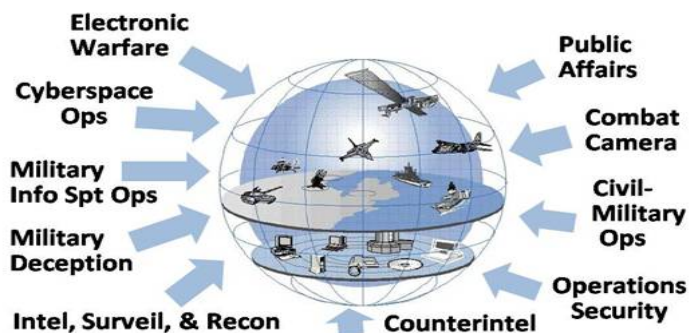 Electronic
Warfare
Cyberspace
Ops
Military
Info Spt Ops
Military
Deception
Intel, Surveil, & Recon
Counterintel
Public
Affairs
Combat
Camera
Civil-
Military
Ops
Operations
Security